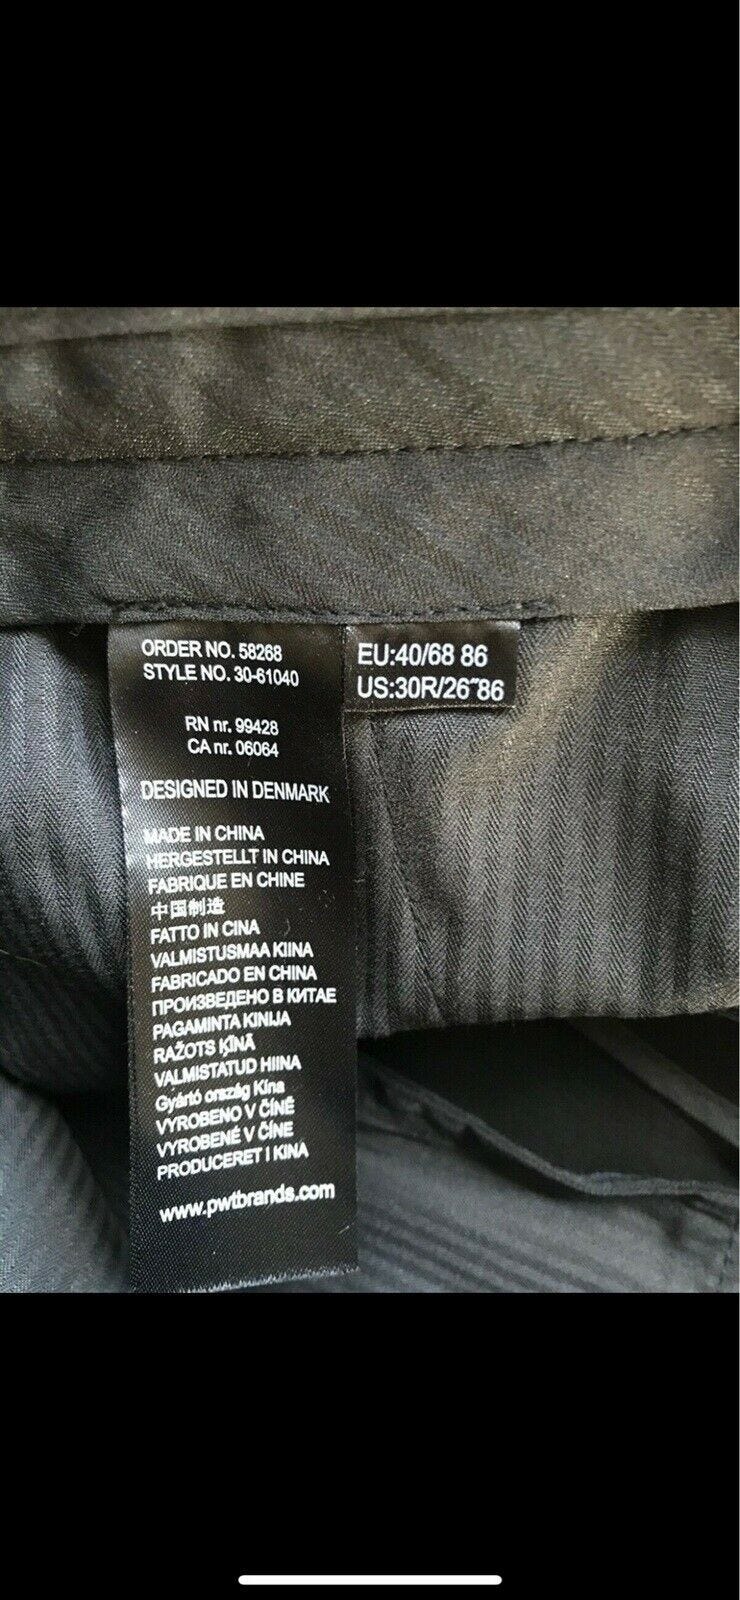 ORDER NO. 58268
STYLE NO. 30-61040
RN nr. 99428
CA nr. 06064
DESIGNED IN DENMARK
MADE IN CHINA
HERGESTELLT IN CHINA
FABRIQUE EN CHINE
中国制造
FATTO IN CINA
VALMISTUSMAA KIINA
FABRICADO EN CHINA
ПРОИЗВЕДЕНО В КИТАЕ
PAGAMINTA KINIJA
RAŽOTS ĶĪNĀ
VALMISTATUD HIINA
Gyártó ország Kína
VYROBENO V ČÍNĚ
VYROBENÉ V ČÍNE
PRODUCERET I KINA
www.pwtbrands.com
EU:40/68 86
US:30R/26"86